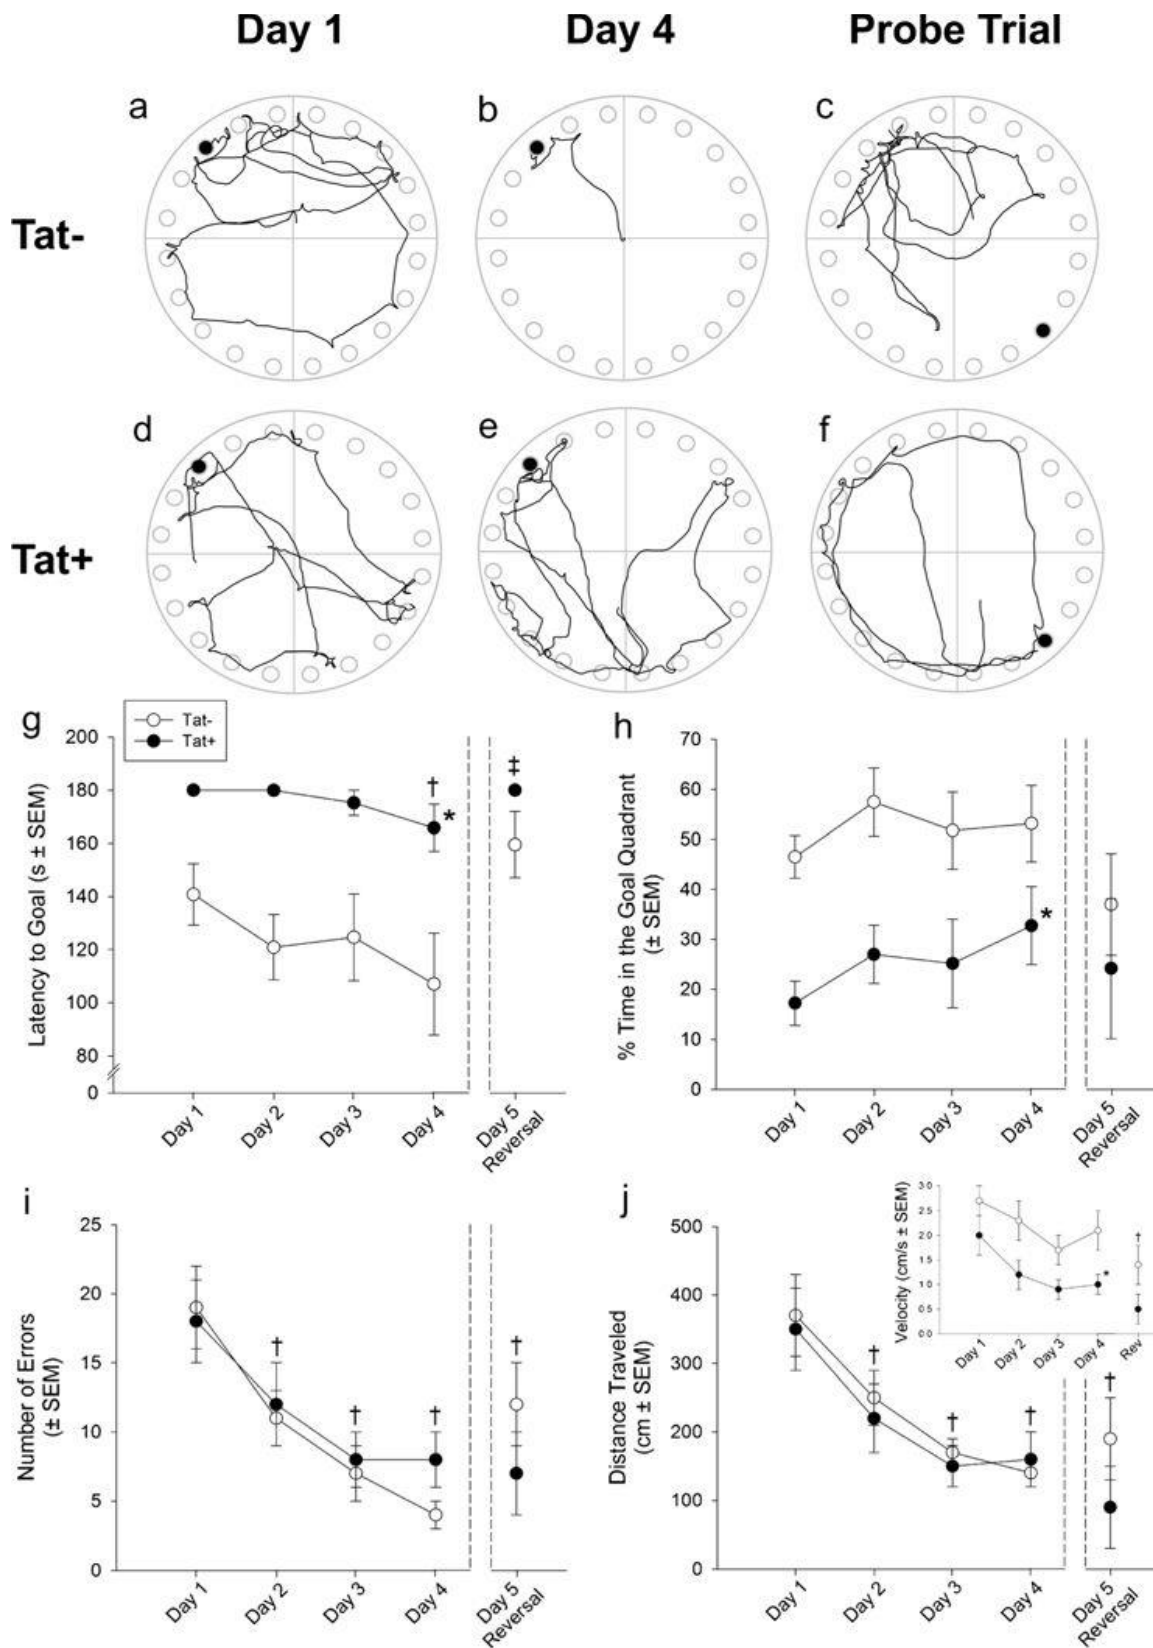 Day 1 Day 4 Probe Trial
a b c
Tat-
d e f
Tat+
g h
Tat-
Tat+
Latency to Goal (s ± SEM)
200
180
160
140
120
100
80
0
†
*
‡
Day 1 Day 2 Day 3 Day 4 Day 5
Reversal
% Time in the Goal Quadrant
(± SEM)
70
60
50
40
30
20
10
0
*
Day 1 Day 2 Day 3 Day 4 Day 5
Reversal
i j
Number of Errors
(± SEM)
25
20
15
10
5
0
† † † †
Day 1 Day 2 Day 3 Day 4 Day 5
Reversal
Distance Traveled
(cm ± SEM)
500
400
300
200
100
0
† † † †
Day 1 Day 2 Day 3 Day 4 Day 5
Reversal
Velocity (cm/s ± SEM)
3.0
2.5
2.0
1.5
1.0
0.5
0.0
*
†
Day 1 Day 2 Day 3 Day 4 Rev